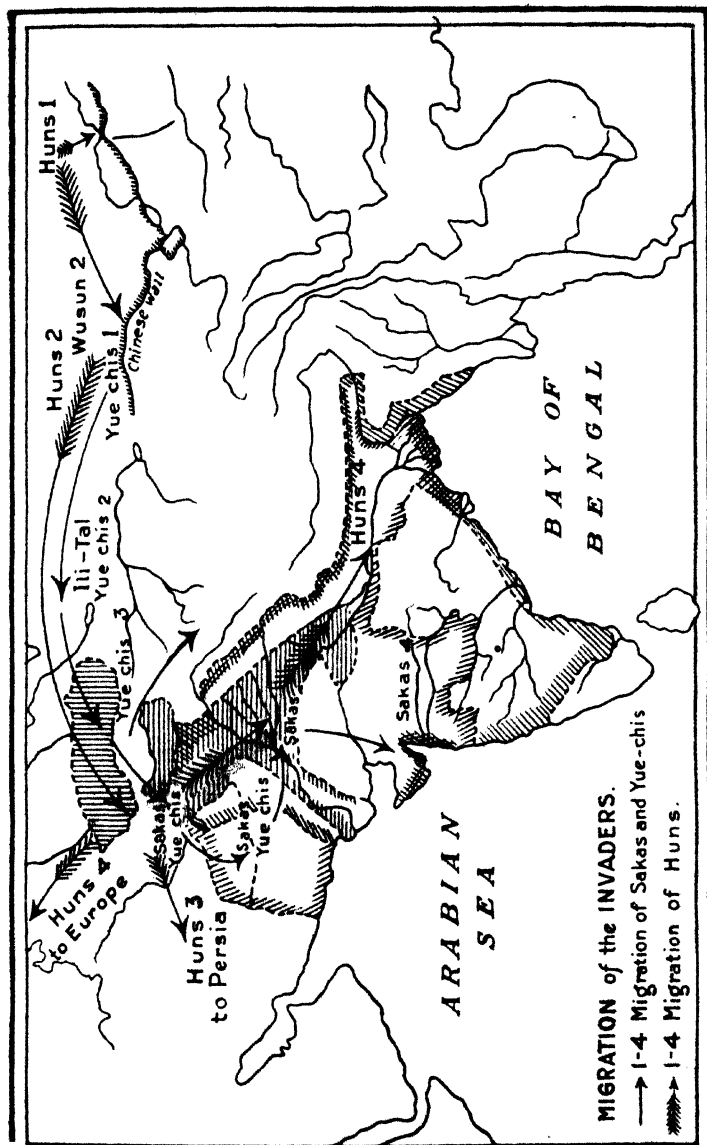 Huns 1
Huns 2
Wusun 2
Yue chis 1
Chinese Wall
Ili-Tal
Yue chis 2
Yue chis 3
Huns 4
to Europe
Sakas
Yue chis
Huns 3
to Persia
Sakas
Yue chis
Sakas
Huns 4
Sakas
ARABIAN
SEA
BAY OF
BENGAL
MIGRATION of the INVADERS.
1-4 Migration of Sakas and Yue-chis
1-4 Migration of Huns.